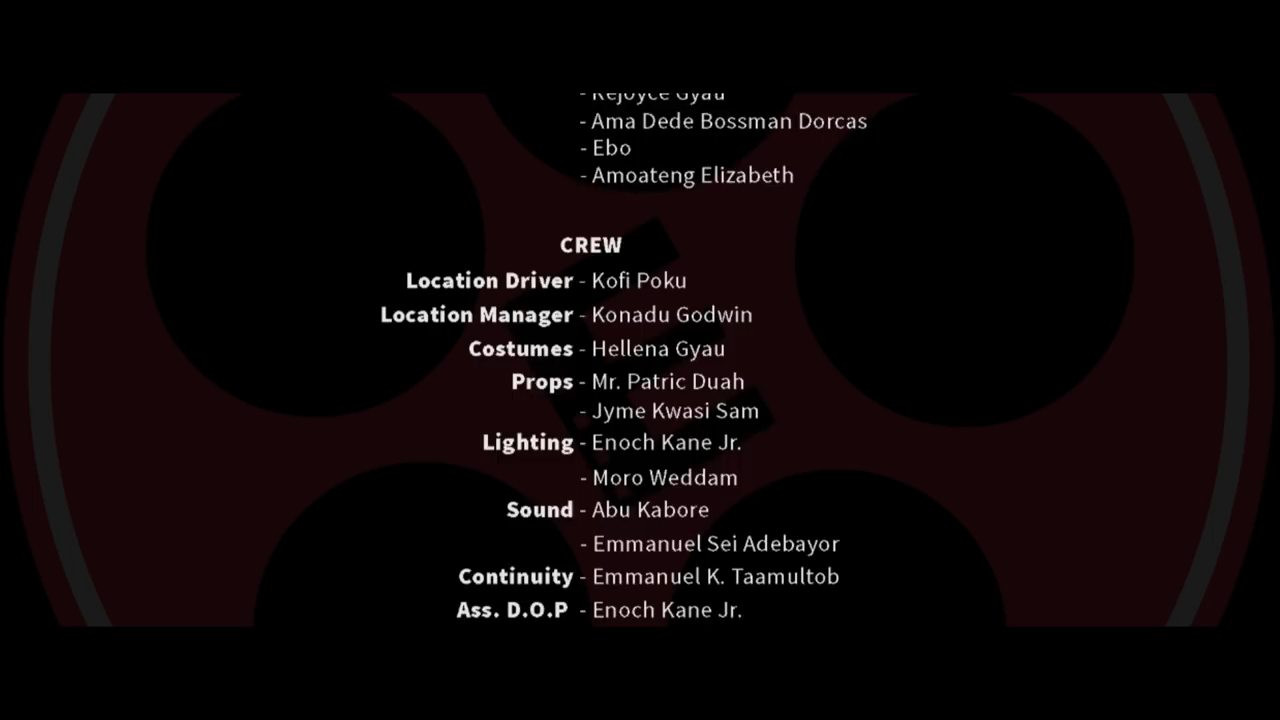 - Rejoyce Gyau
- Ama Dede Bossman Dorcas
- Ebo
- Amoateng Elizabeth
CREW
Location Driver - Kofi Poku
Location Manager - Konadu Godwin
Costumes - Hellena Gyau
Props - Mr. Patric Duah
- Jyme Kwasi Sam
Lighting - Enoch Kane Jr.
- Moro Weddam
Sound - Abu Kabore
- Emmanuel Sei Adebayor
Continuity - Emmanuel K. Taamultob
Ass. D.O.P - Enoch Kane Jr.